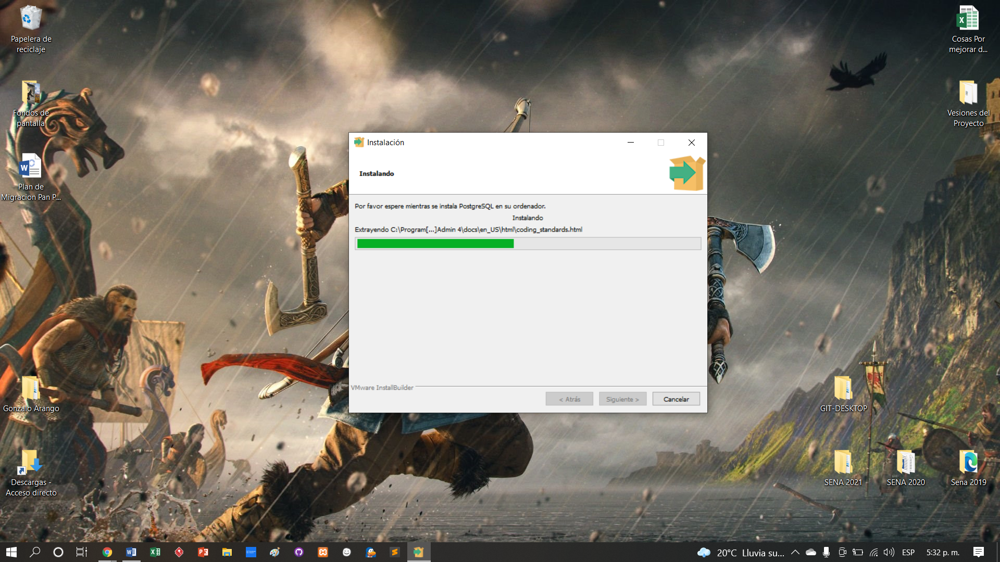 Papelera de
reciclaje
Fondos de
pantalla
Plan de
Migracion Pan P...
Gonzalo Arango
Descargas -
Acceso directo
Cosas Por
mejorar d...
Vesiones del
Proyecto
GIT-DESKTOP
SENA 2021
SENA 2020
Sena 2019
Instalación
Instalando
Por favor espere mientras se instala PostgreSQL en su ordenador.
Instalando
Extrayendo C:\Program[...]Admin 4\docs\en_US\html\coding_standards.html
VMware InstallBuilder
< Atrás
Siguiente >
Cancelar
20°C Lluvia su...
ESP
5:32 p. m.